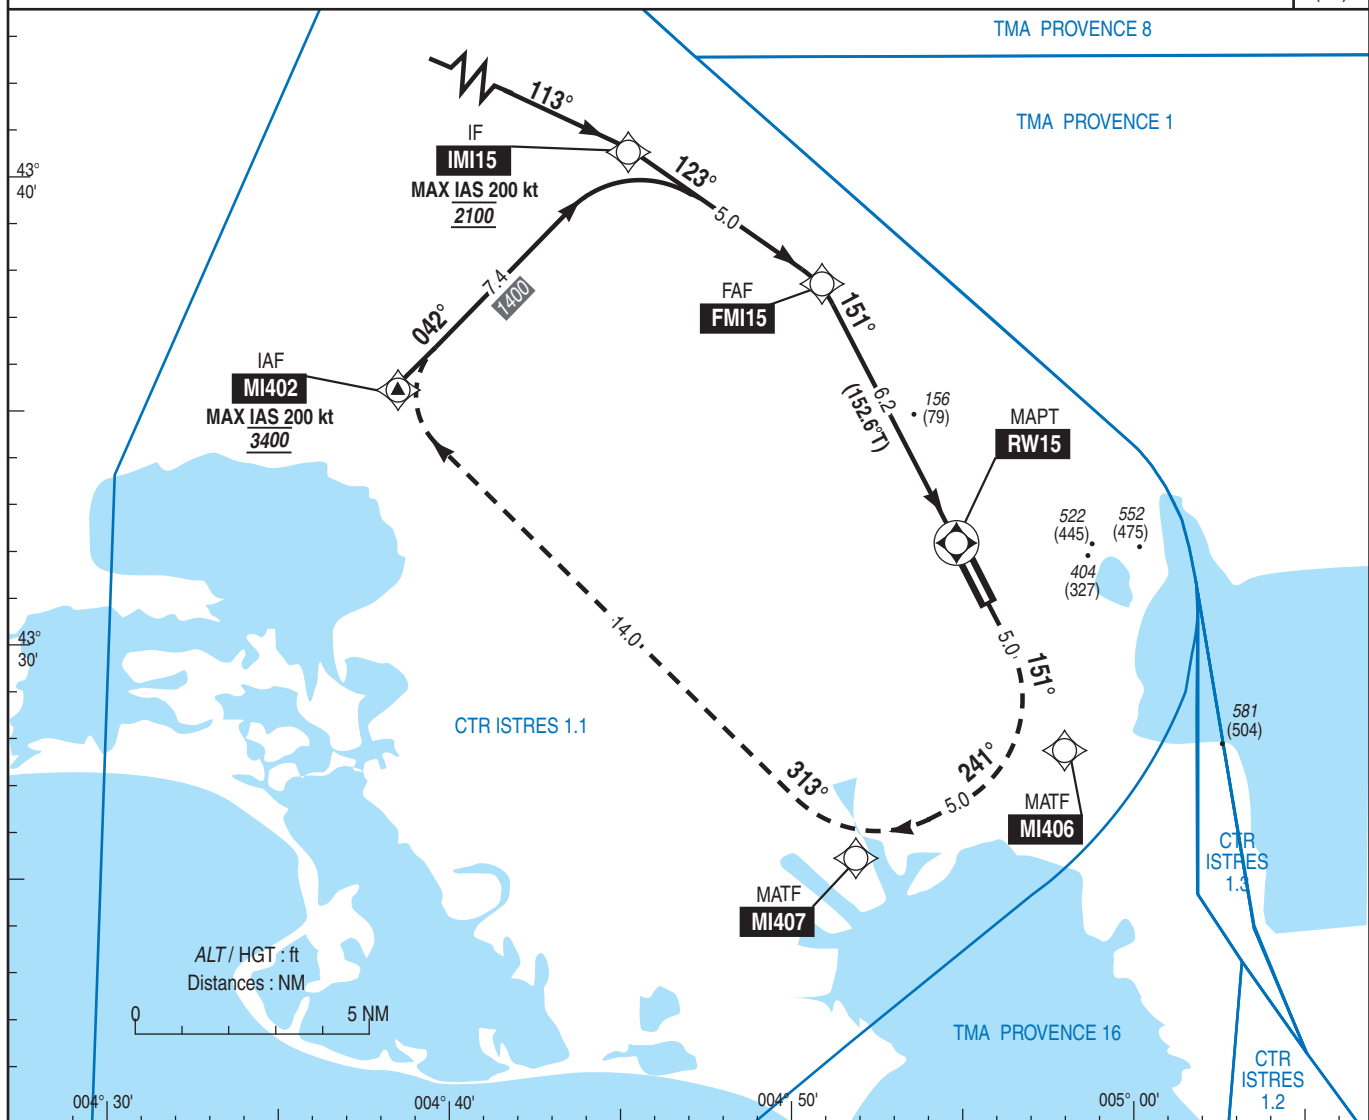 TMA PROVENCE 8
TMA PROVENCE 1
113°
IF
IMI15
MAX IAS 200 kt
2100
123°
5.0
43°
40'
7.4
1400
042°
FAF
FMI15
151°
IAF
MI402
MAX IAS 200 kt
3400
6.2
(152.6°T)
156
(79)
MAPT
RW15
522
(445)
552
(475)
404
(327)
43°
30'
14.0
5.0
151°
CTR ISTRES 1.1
581
(504)
313°
241°
5.0
MATF
MI406
CTR
ISTRES
1.3
MATF
MI407
ALT / HGT : ft
Distances : NM
0
5 NM
TMA PROVENCE 16
CTR
ISTRES
1.2
004° 30'
004° 40'
004° 50'
005° 00'